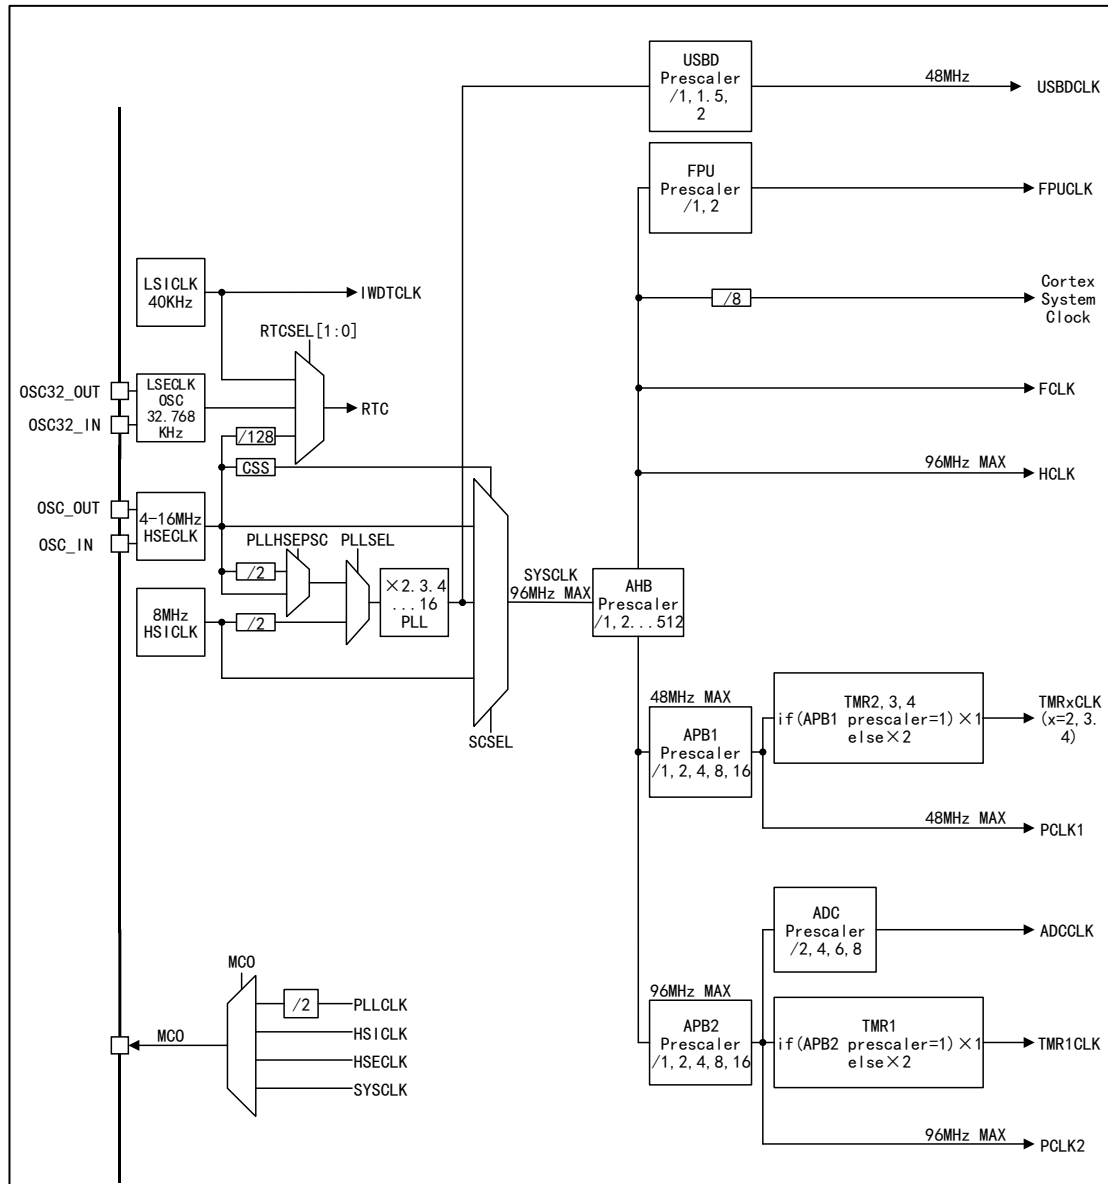 USBD
Prescaler
/1, 1.5,
2
48MHz
USBDCLK
FPU
Prescaler
/1, 2
FPUCLK
LSICLK
40KHz
IWDTCLK
/8
Cortex
System
Clock
RTCSEL[1:0]
OSC32_OUT
OSC32_IN
LSECLK
OSC
32.768
KHz
RTC
FCLK
/128
CSS
96MHz MAX
HCLK
OSC_OUT
OSC_IN
4-16MHz
HSECLK
PLLHSEPSC
PLLSEL
/2
×2.3.4
...16
PLL
SYSCLK
96MHz MAX
AHB
Prescaler
/1, 2...512
8MHz
HSICLK
/2
SCSEL
48MHz MAX
APB1
Prescaler
/1, 2, 4, 8, 16
TMR2, 3, 4
if(APB1 prescaler=1)×1
else×2
TMRxCLK
(x=2, 3.
4)
48MHz MAX
PCLK1
ADC
Prescaler
/2, 4, 6, 8
ADCCLK
MCO
/2
PLLCLK
HSICLK
HSECLK
SYSCLK
MCO
96MHz MAX
APB2
Prescaler
/1, 2, 4, 8, 16
TMR1
if(APB2 prescaler=1)×1
else×2
TMR1CLK
96MHz MAX
PCLK2